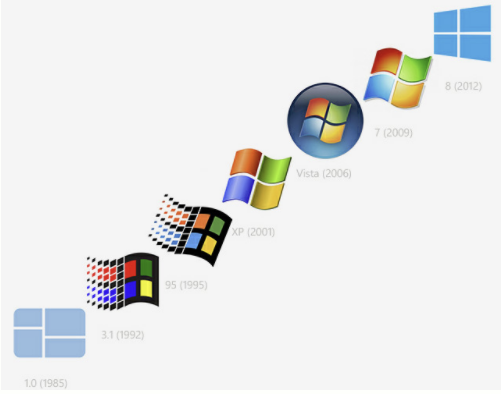 8 (2012)
7 (2009)
Vista (2006)
XP (2001)
95 (1995)
3.1 (1992)
1.0 (1985)